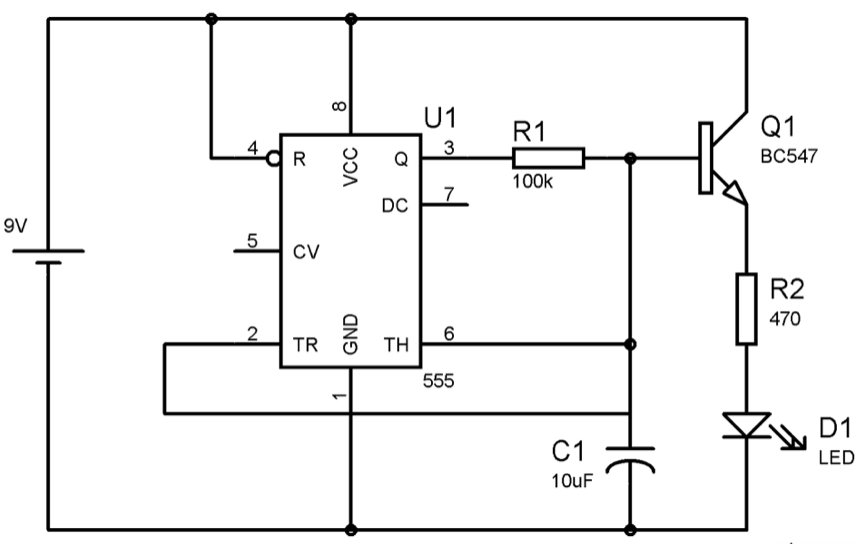 8
U1
R1
Q1
4
R
VCC
Q
3
BC547
100k
DC
7
9V
5
CV
R2
470
2
TR
GND
TH
6
555
1
C1
D1
10uF
LED